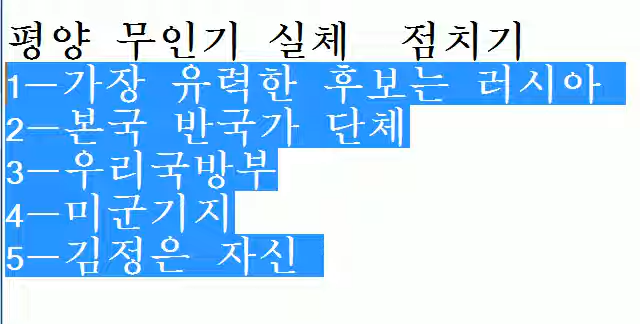 평양 무인기 실체  점치기
1—가장 유력한 후보는 러시아
2—본국 반국가 단체
3—우리국방부
4—미군기지
5—김정은 자신